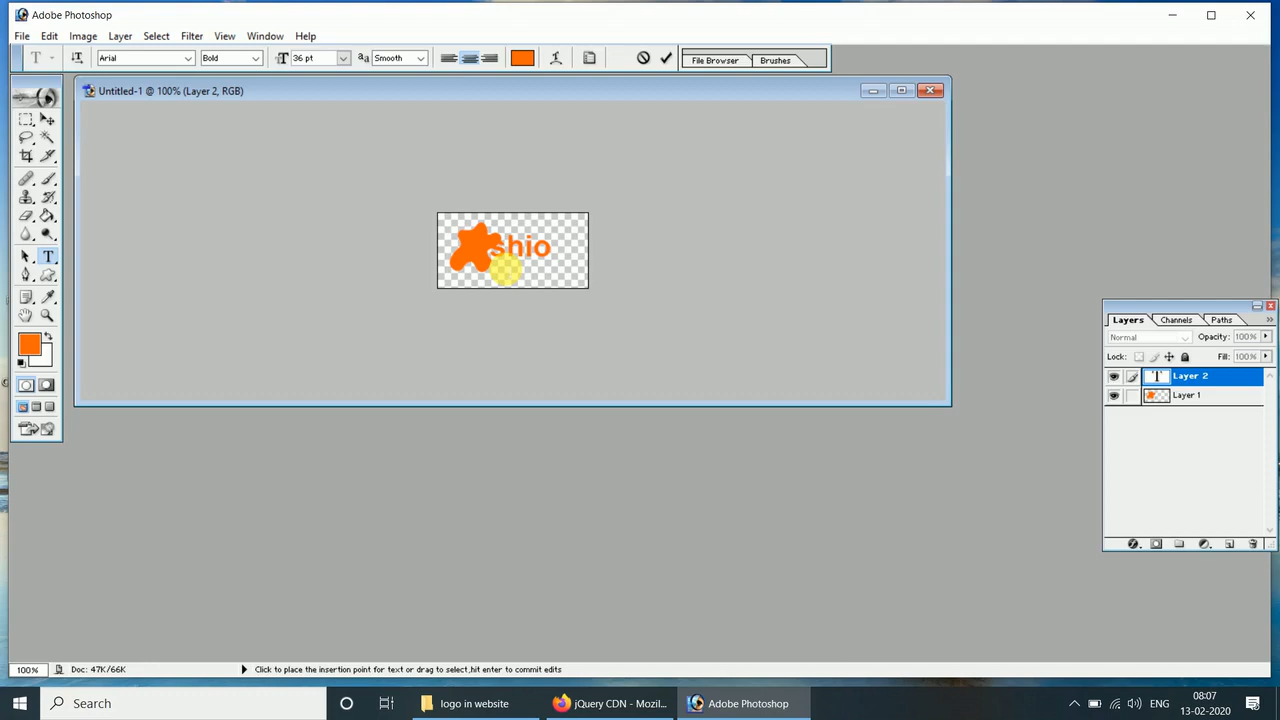 Adobe Photoshop
File Edit Image Layer Select Filter View Window Help
T T Arial Bold T 36 pt aa Smooth File Browser Brushes
Untitled-1 @ 100% (Layer 2, RGB)
shio
T
Layers Channels Paths
Normal Opacity: 100%
Lock: Fill: 100%
T Layer 2
Layer 1
100% Doc: 47K/66K Click to place the insertion point for text or drag to select,hit enter to commit edits
Search logo in website jQuery CDN - Mozil... Adobe Photoshop ENG 08:07
13-02-2020